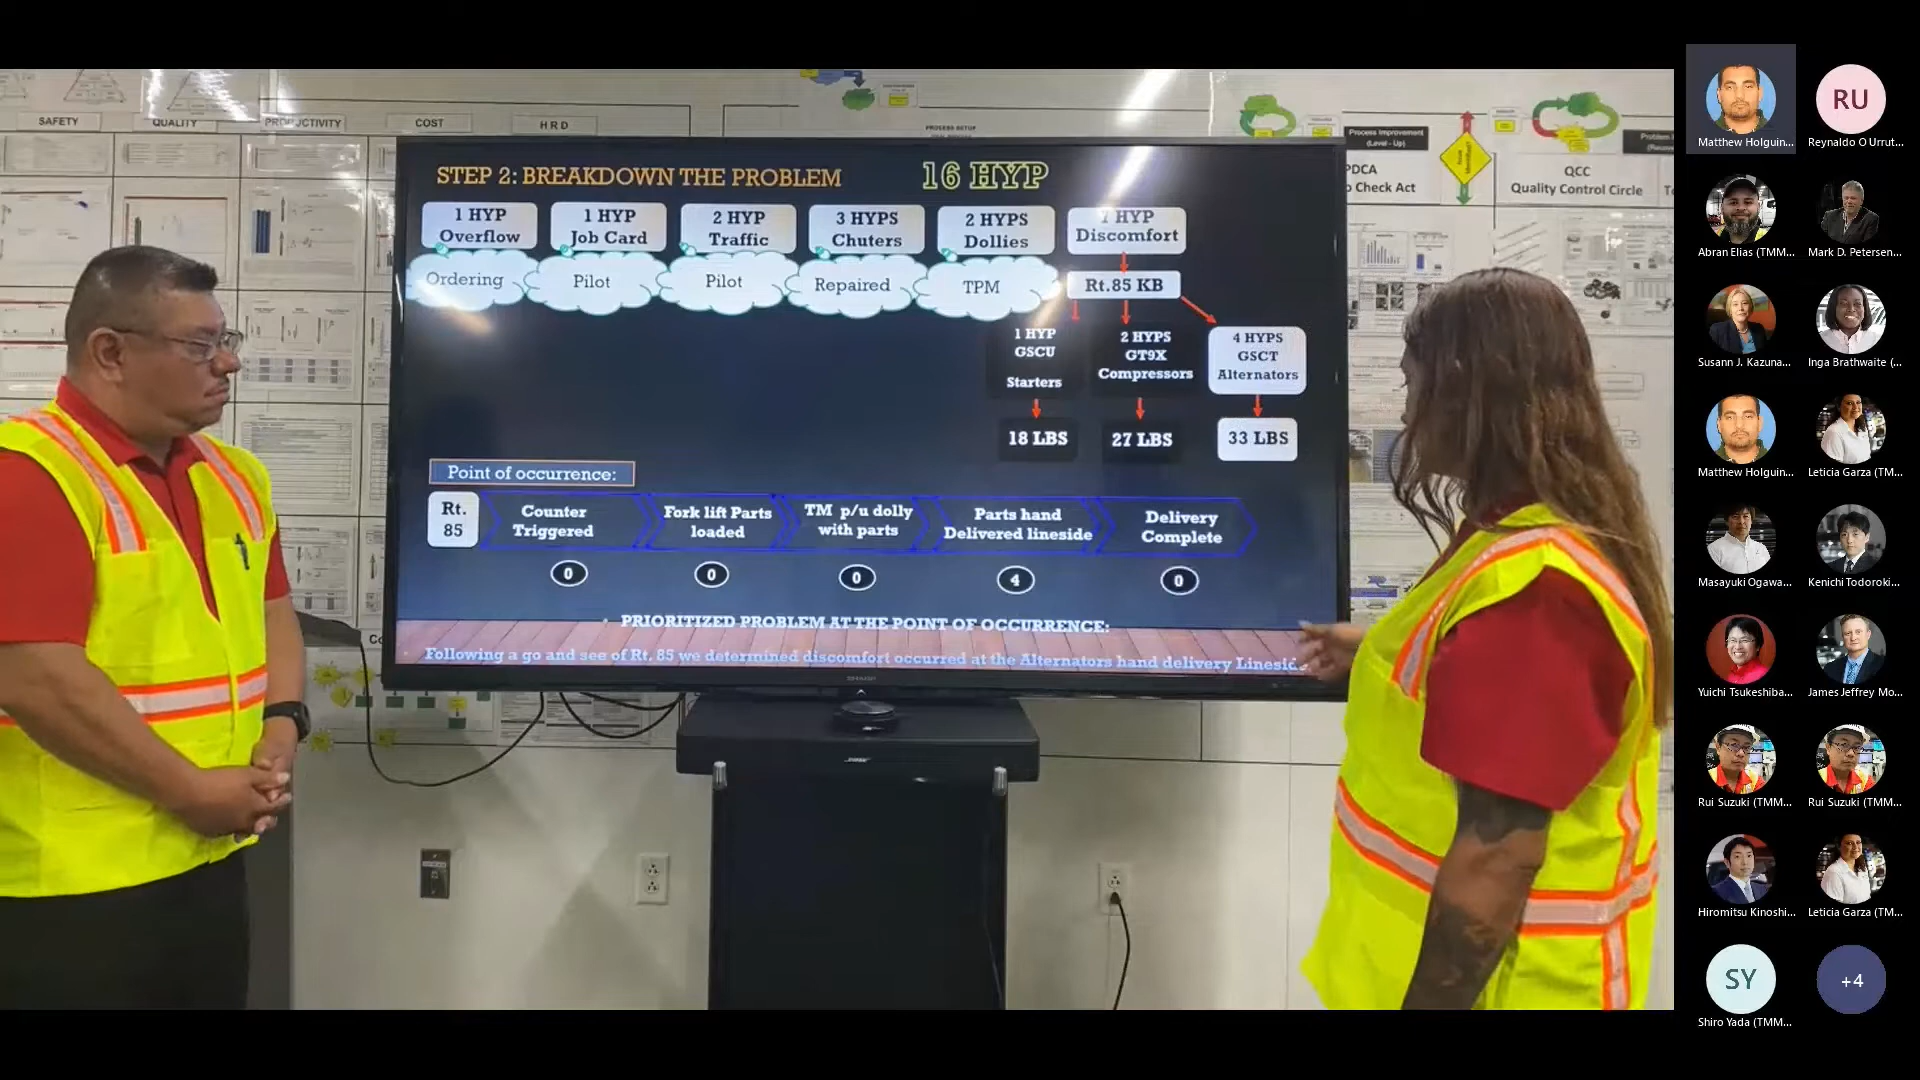 SAFETY
QUALITY
PRODUCTIVITY
COST
HRD
PROCESS SETUP
Process Improvement
(Level - Up)
PDCA
Check Act
QCC
Quality Control Circle
STEP 2: BREAKDOWN THE PROBLEM
16 HYP
1 HYP
Overflow
1 HYP
Job Card
2 HYP
Traffic
3 HYPS
Chuters
2 HYPS
Dollies
HYP
Discomfort
Ordering
Pilot
Pilot
Repaired
TPM
Rt.85 KB
1 HYP
GSCU
Starters
2 HYPS
GT9X
Compressors
4 HYPS
GSCT
Alternators
18 LBS
27 LBS
33 LBS
Point of occurrence:
Rt.
85
Counter
Triggered
Fork lift Parts
loaded
TM p/u dolly
with parts
Parts hand
Delivered lineside
Delivery
Complete
0
0
0
4
0
• PRIORITIZED PROBLEM AT THE POINT OF OCCURRENCE:
Following a go and see of Rt. 85 we determined discomfort occurred at the Alternators hand delivery
SHARP
BOSE
Matthew Holguin...
RU
Reynaldo O Urrut...
Abran Elias (TMM...
Mark D. Petersen...
Susann J. Kazuna...
Inga Brathwaite (...
Matthew Holguin...
Leticia Garza (TM...
Masayuki Ogawa...
Kenichi Todoroki...
Yuichi Tsukeshiba...
James Jeffrey Mo...
Rui Suzuki (TMM...
Rui Suzuki (TMM...
Hiromitsu Kinoshi...
Leticia Garza (TM...
SY
Shiro Yada (TMM...
+4